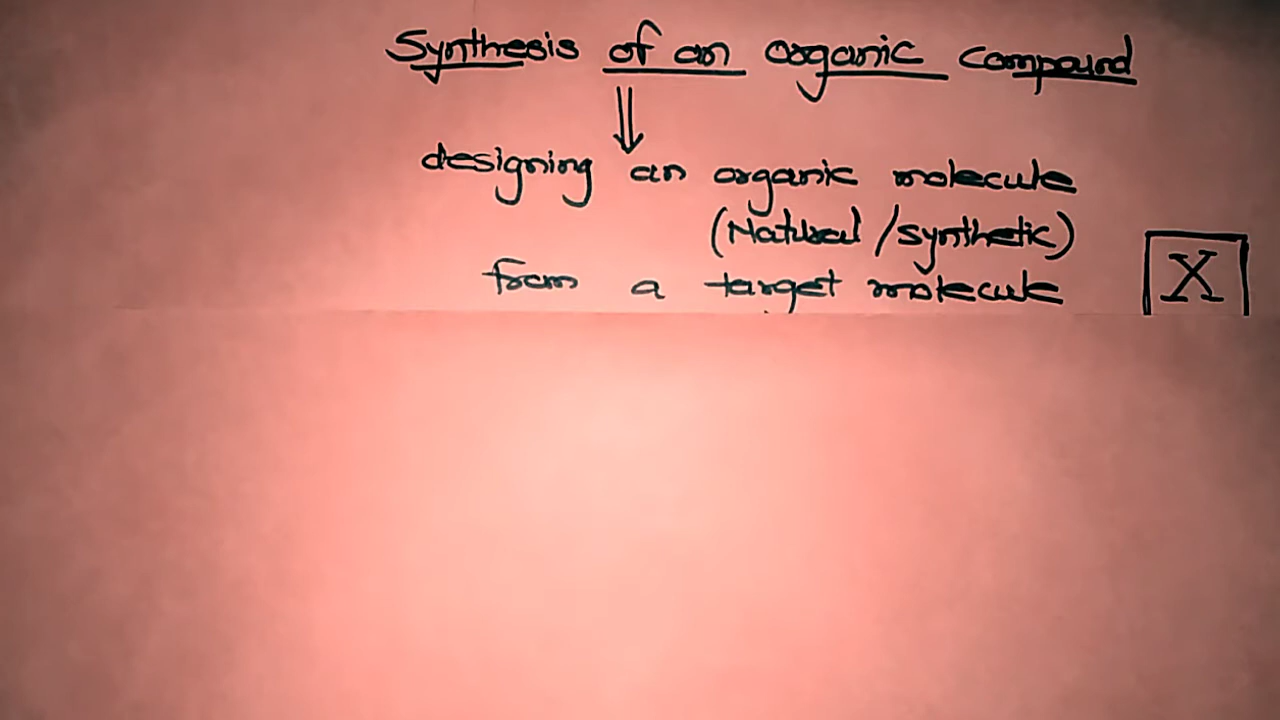 Synthesis of an organic compound
⇓
designing an organic molecule
(Natural/synthetic)
from a target molecule
X